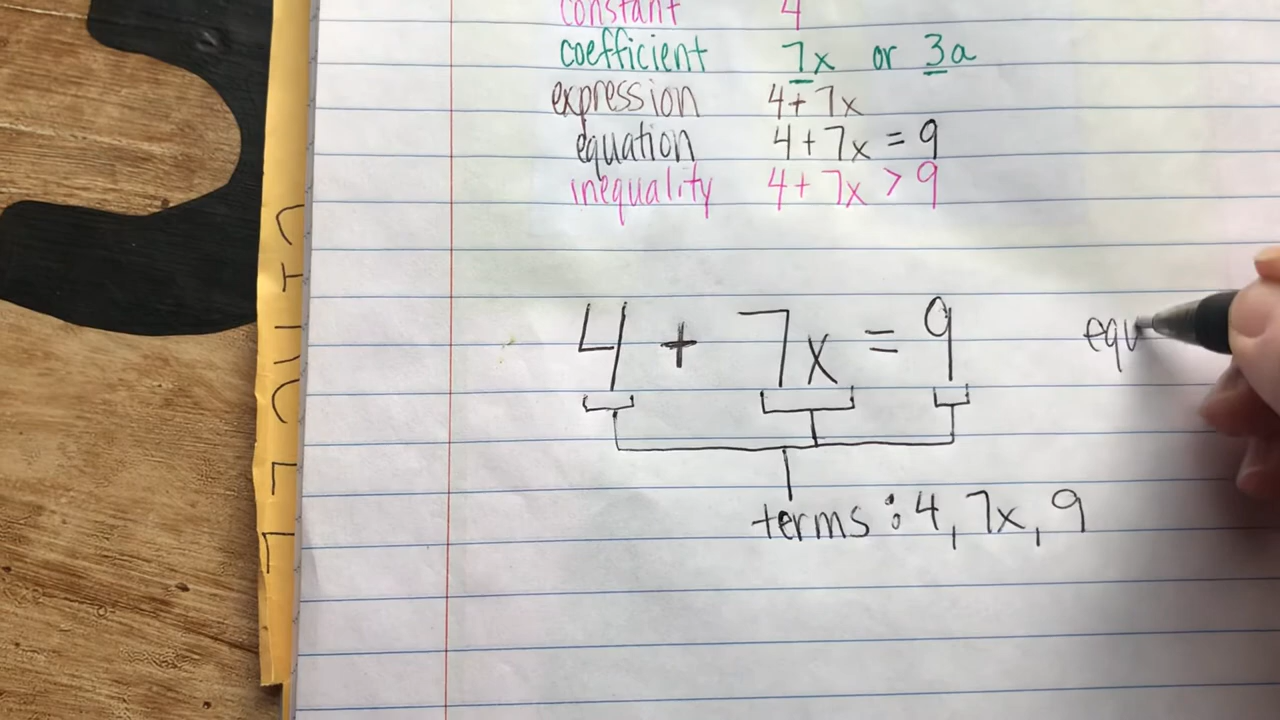 constant 4
coefficient 7x or 3a
expression 4+7x
equation 4+7x = 9
inequality 4+7x > 9
4 + 7x = 9 equ
terms : 4, 7x, 9